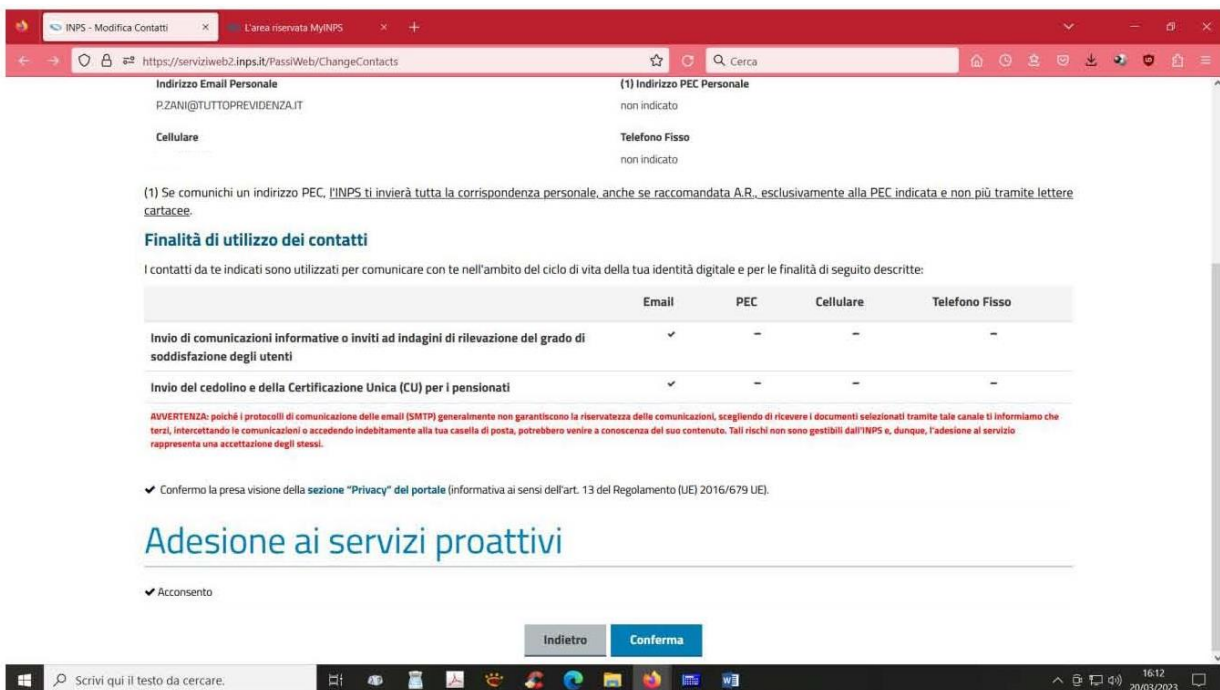 INPS - Modifica Contatti
L'area riservata MyINPS
https://serviziweb2.inps.it/PassiWeb/ChangeContacts
Cerca
Indirizzo Email Personale
(1) Indirizzo PEC Personale
P.ZANI@TUTTOPREVIDENZA.IT
non indicato
Cellulare
Telefono Fisso
non indicato
(1) Se comunichi un indirizzo PEC, l'INPS ti invierà tutta la corrispondenza personale, anche se raccomandata A.R., esclusivamente alla PEC indicata e non più tramite lettere
cartacee.
Finalità di utilizzo dei contatti
I contatti da te indicati sono utilizzati per comunicare con te nell'ambito del ciclo di vita della tua identità digitale e per le finalità di seguito descritte:
Email PEC Cellulare Telefono Fisso
Invio di comunicazioni informative o inviti ad indagini di rilevazione del grado di
soddisfazione degli utenti
Invio del cedolino e della Certificazione Unica (CU) per i pensionati
AVVERTENZA: poiché i protocolli di comunicazione delle email (SMTP) generalmente non garantiscono la riservatezza delle comunicazioni, scegliendo di ricevere i documenti selezionati tramite tale canale ti informiamo che
terzi, intercettando le comunicazioni o accedendo indebitamente alla tua casella di posta, potrebbero venire a conoscenza del suo contenuto. Tali rischi non sono gestibili dall'INPS e, dunque, l'adesione al servizio
rappresenta una accettazione degli stessi.
Confermo la presa visione della sezione "Privacy" del portale (informativa ai sensi dell'art. 13 del Regolamento (UE) 2016/679 UE).
Adesione ai servizi proattivi
Acconsento
Indietro
Conferma
Scrivi qui il testo da cercare.
16:12
20/03/2023